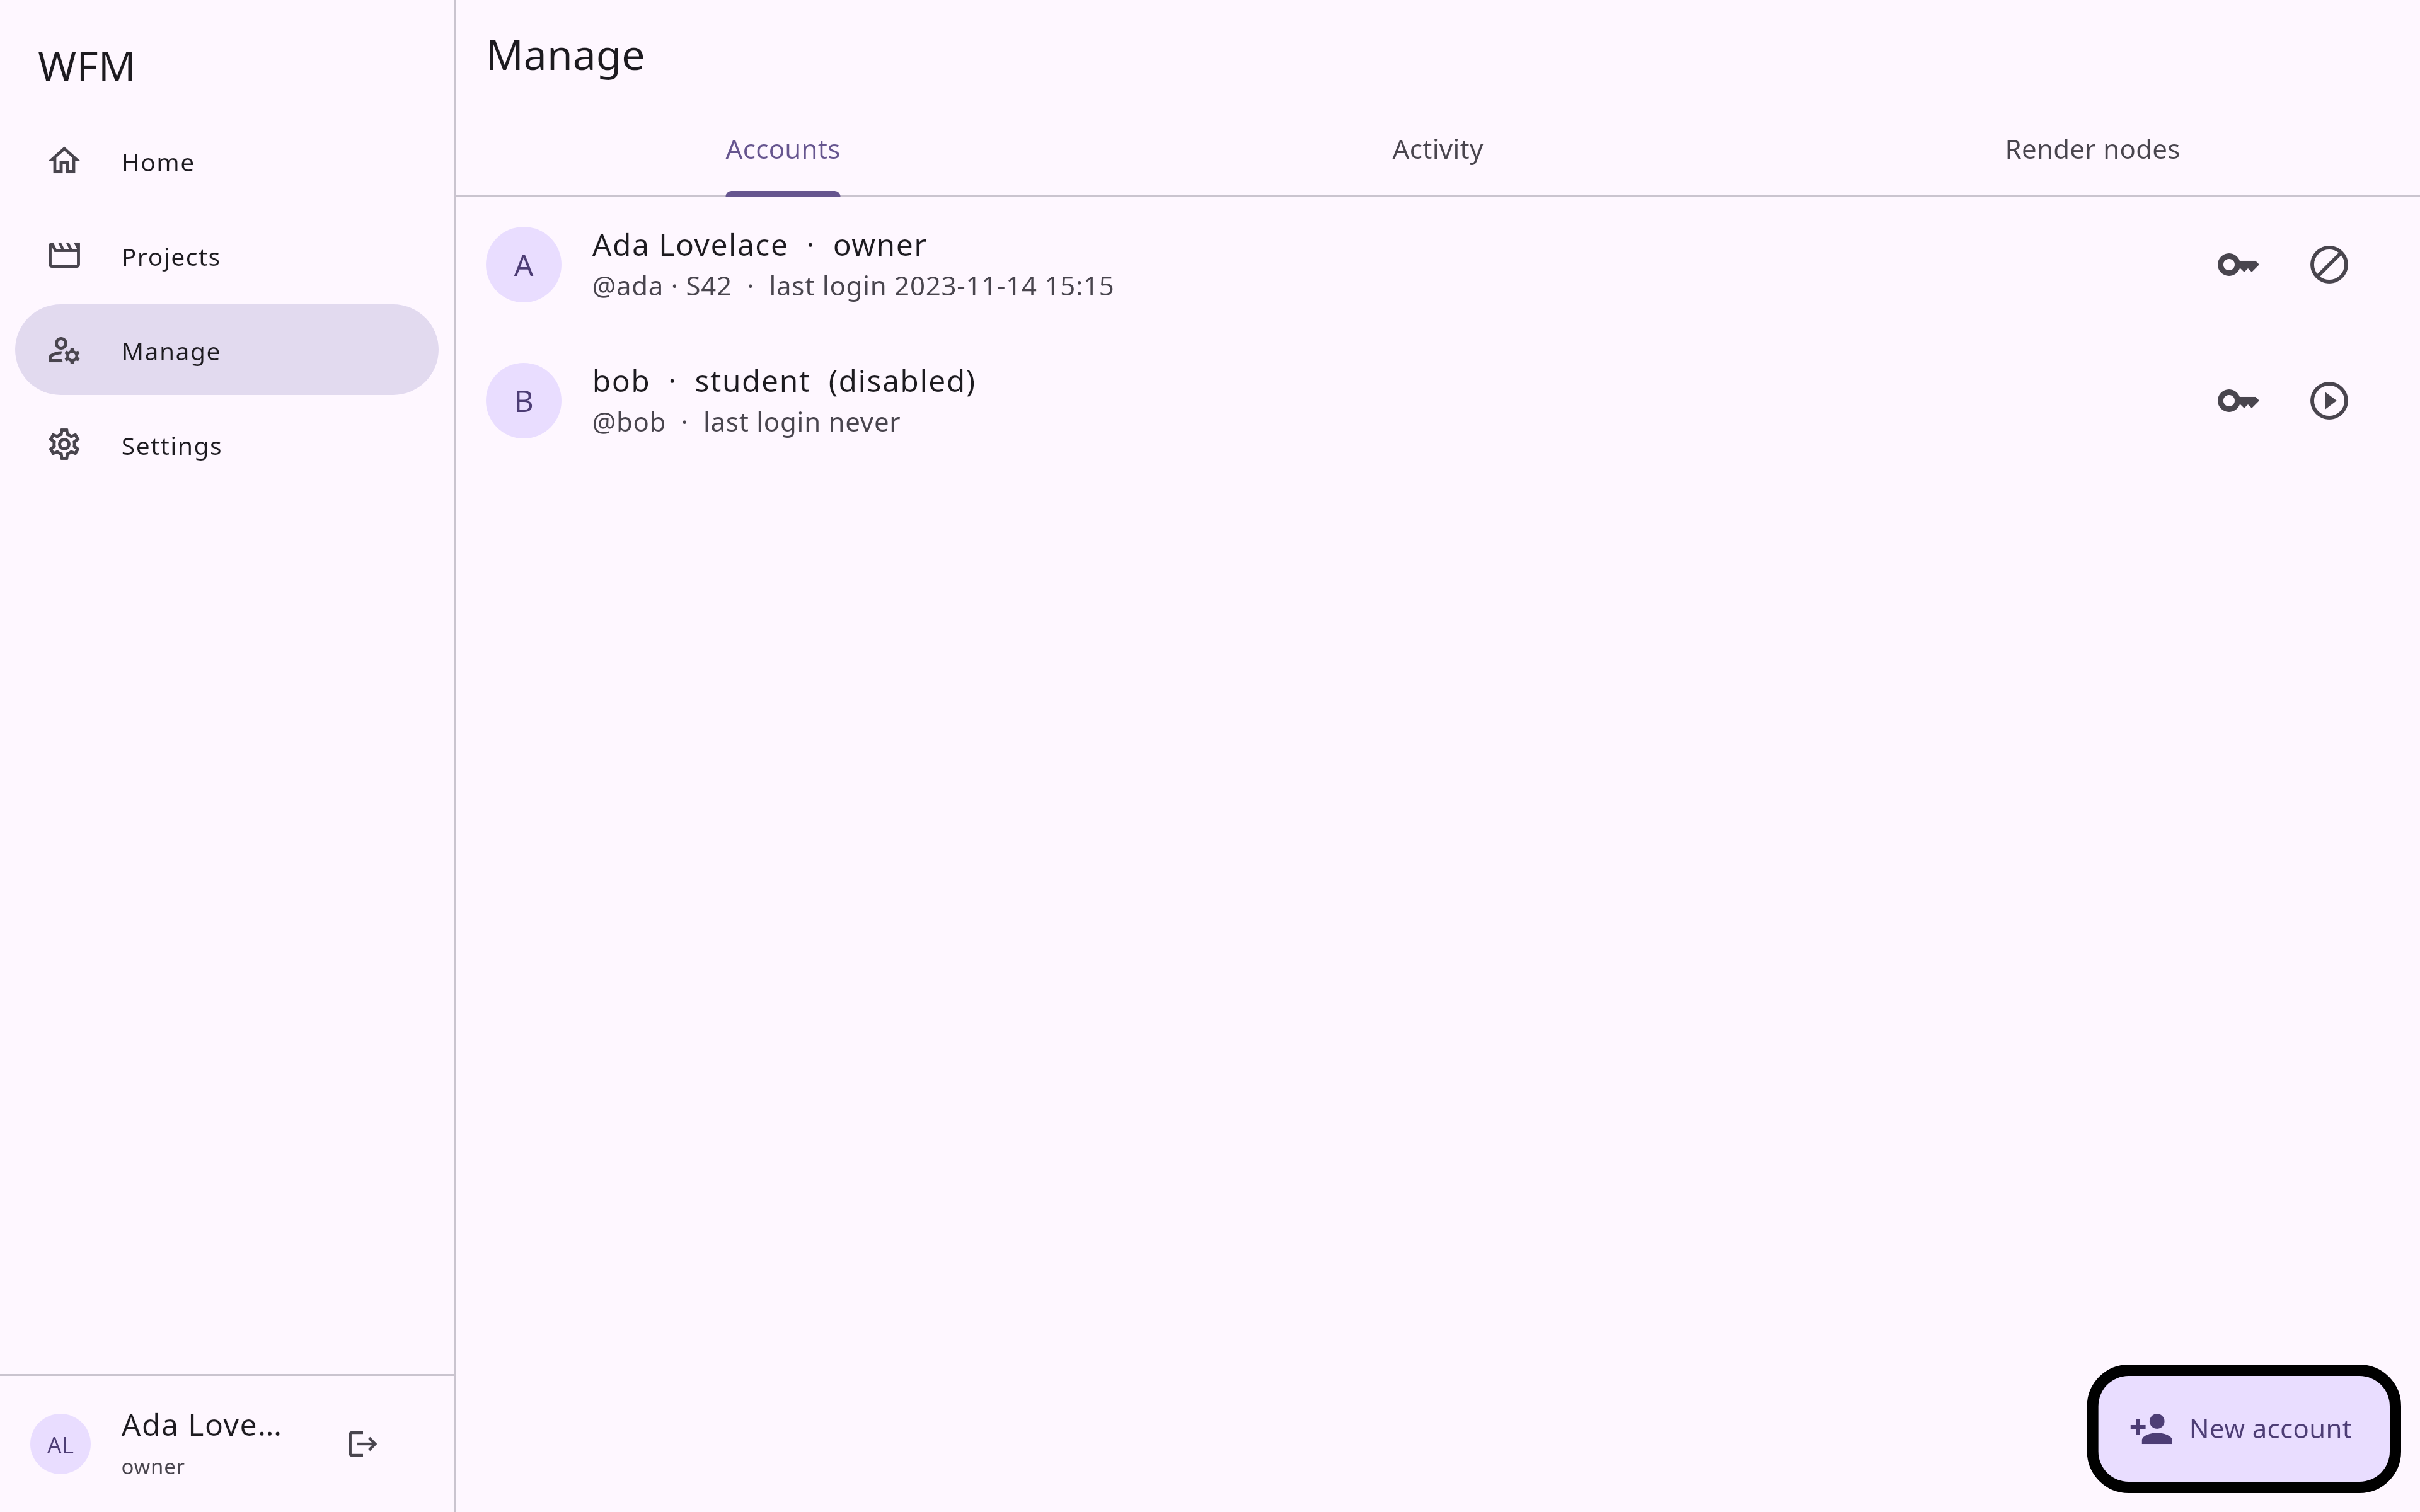 WFM
Home
Projects
Manage
Settings
AL
Ada Love…
owner
Manage
Accounts
Activity
Render nodes
A
Ada Lovelace · owner
@ada · S42 · last login 2023-11-14 15:15
B
bob · student (disabled)
@bob · last login never
New account